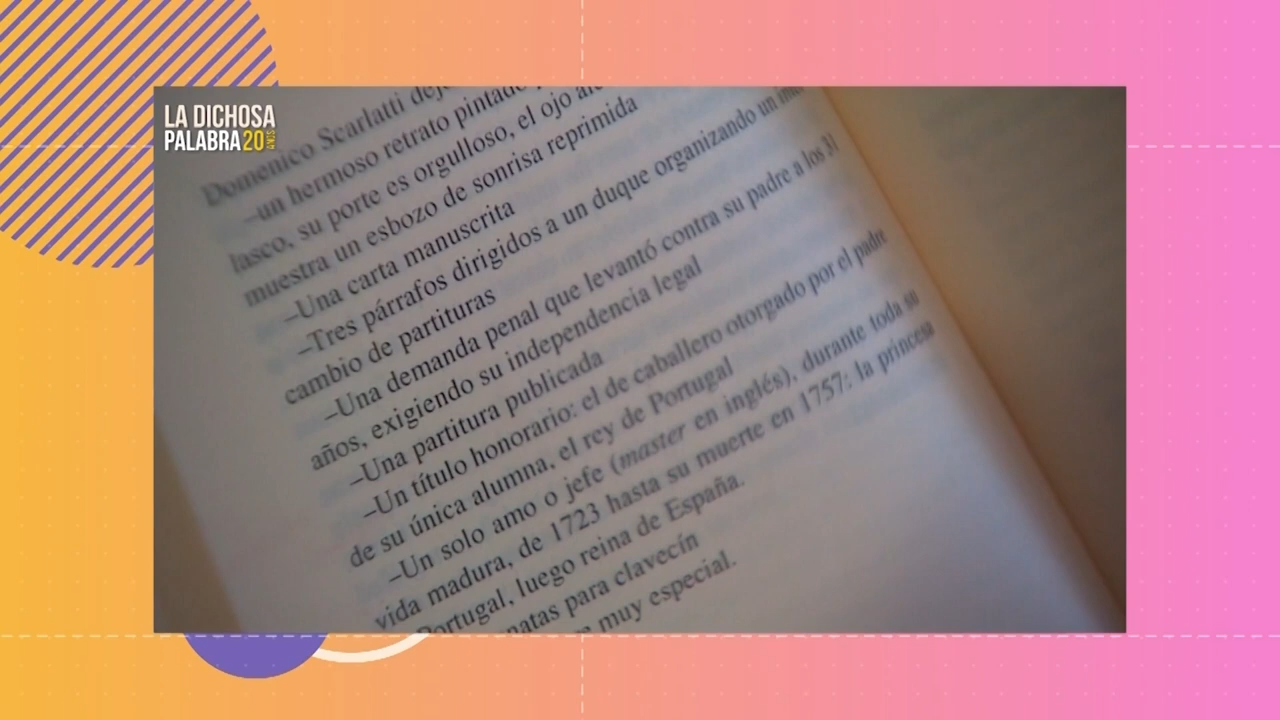 LA DICHOSA
PALABRA 20 AÑOS
Domenico Scarlatti
–un hermoso retrato pintado
lasco, su porte es orgulloso, el ojo
muestra un esbozo de sonrisa reprimida
–Una carta manuscrita
–Tres párrafos dirigidos a un duque organizando un
cambio de partituras
–Una demanda penal que levantó contra su padre a los 31
años, exigiendo su independencia legal
–Una partitura publicada
–Un título honorario: el de caballero otorgado por el padre
de su única alumna, el rey de Portugal
–Un solo amo o jefe (master en inglés), durante toda su
vida madura, de 1723 hasta su muerte en 1757: la princesa
Portugal, luego reina de España.
natas para clavecín
muy especial.